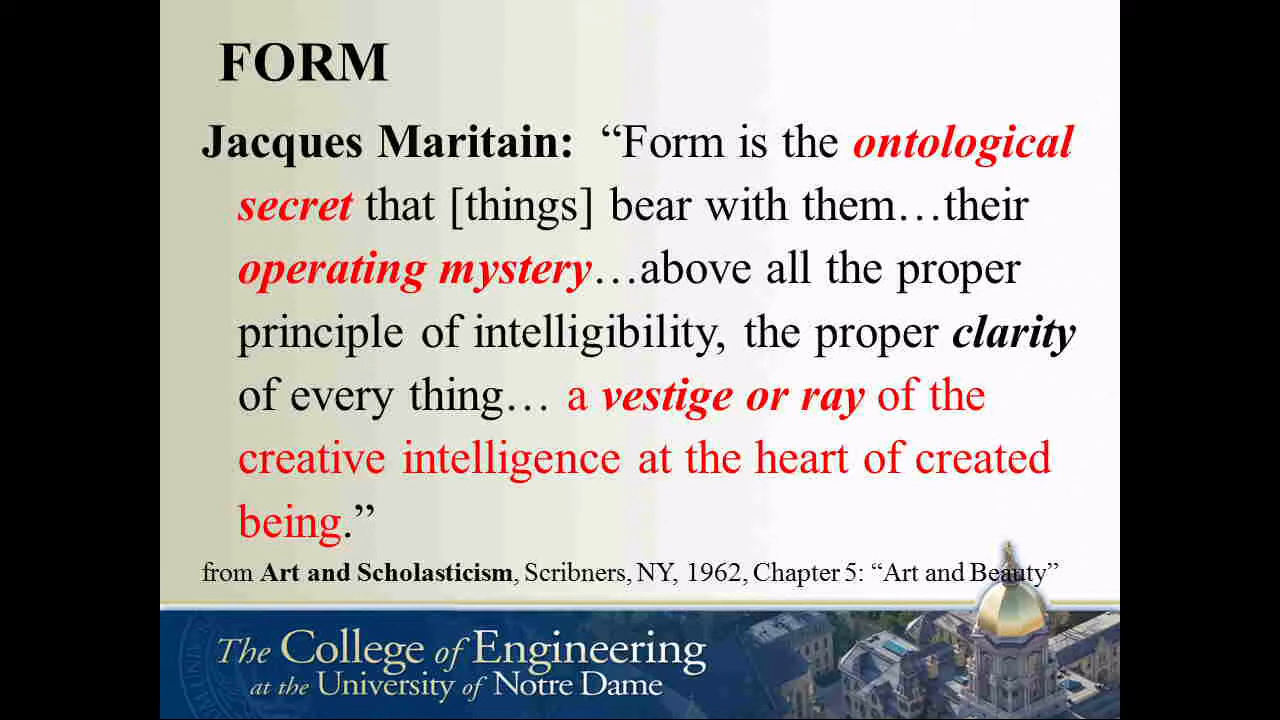 FORM
Jacques Maritain: “Form is the ontological
secret that [things] bear with them…their
operating mystery…above all the proper
principle of intelligibility, the proper clarity
of every thing… a vestige or ray of the
creative intelligence at the heart of created
being.”
from Art and Scholasticism, Scribners, NY, 1962, Chapter 5: “Art and Beauty”
The College of Engineering
at the University of Notre Dame